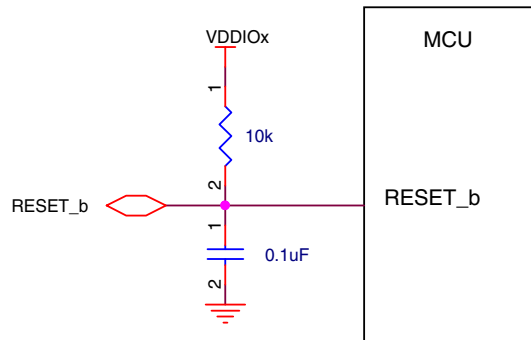 VDDIOx
MCU
1
10k
2
RESET_b
RESET_b
1
0.1uF
2